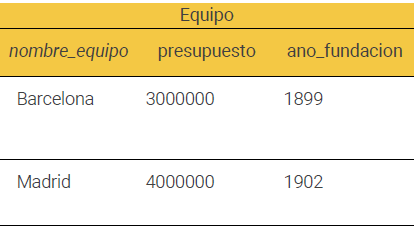 Equipo
nombre_equipo presupuesto ano_fundacion
Barcelona 3000000 1899
Madrid 4000000 1902